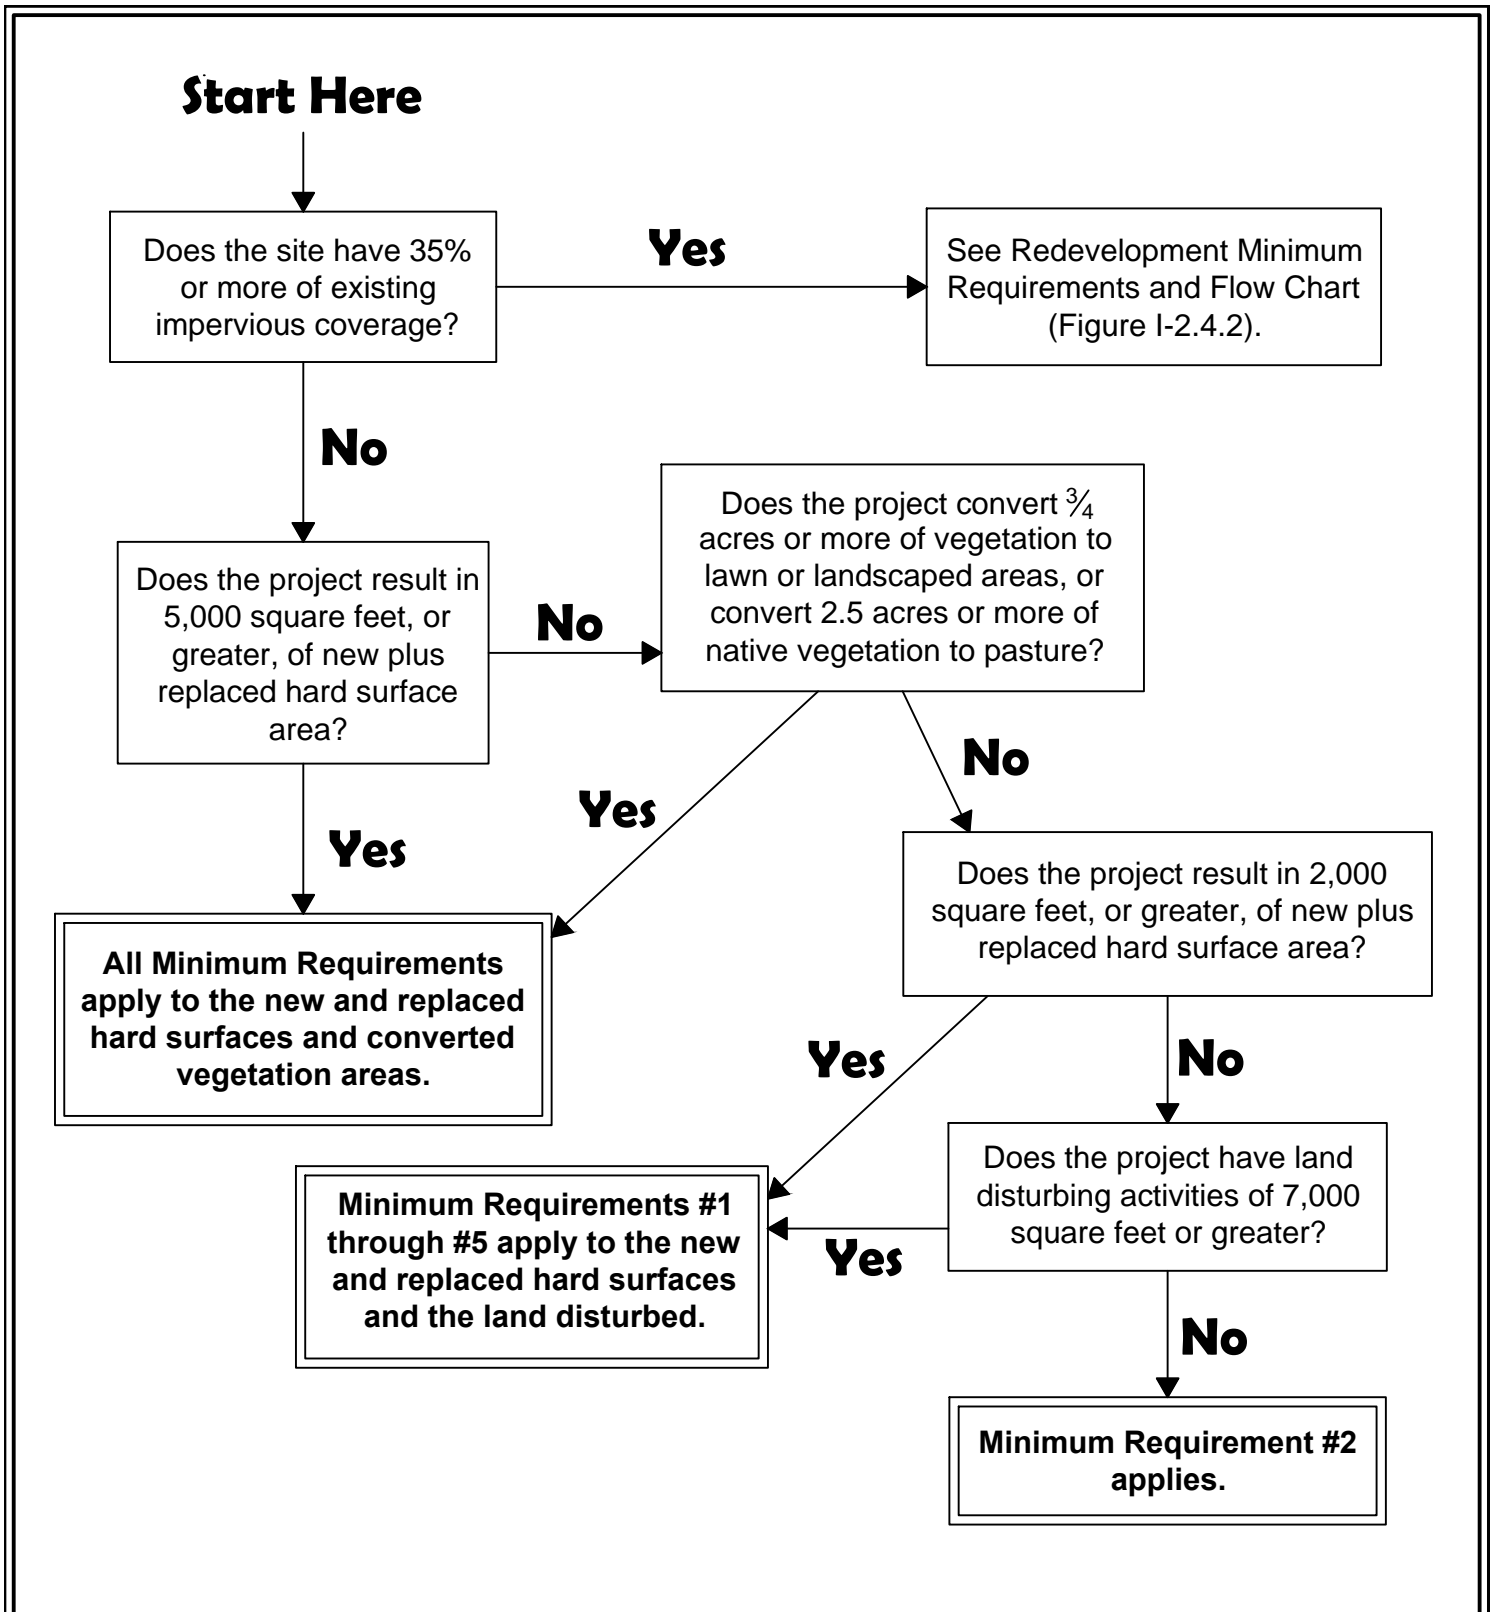 Start Here
Does the site have 35%
or more of existing
impervious coverage?
Yes
See Redevelopment Minimum
Requirements and Flow Chart
(Figure I-2.4.2).
No
Does the project result in
5,000 square feet, or
greater, of new plus
replaced hard surface
area?
No
Does the project convert ¾
acres or more of vegetation to
lawn or landscaped areas, or
convert 2.5 acres or more of
native vegetation to pasture?
Yes
Yes
No
All Minimum Requirements
apply to the new and replaced
hard surfaces and converted
vegetation areas.
Does the project result in 2,000
square feet, or greater, of new plus
replaced hard surface area?
Yes
No
Minimum Requirements #1
through #5 apply to the new
and replaced hard surfaces
and the land disturbed.
Yes
Does the project have land
disturbing activities of 7,000
square feet or greater?
No
Minimum Requirement #2
applies.